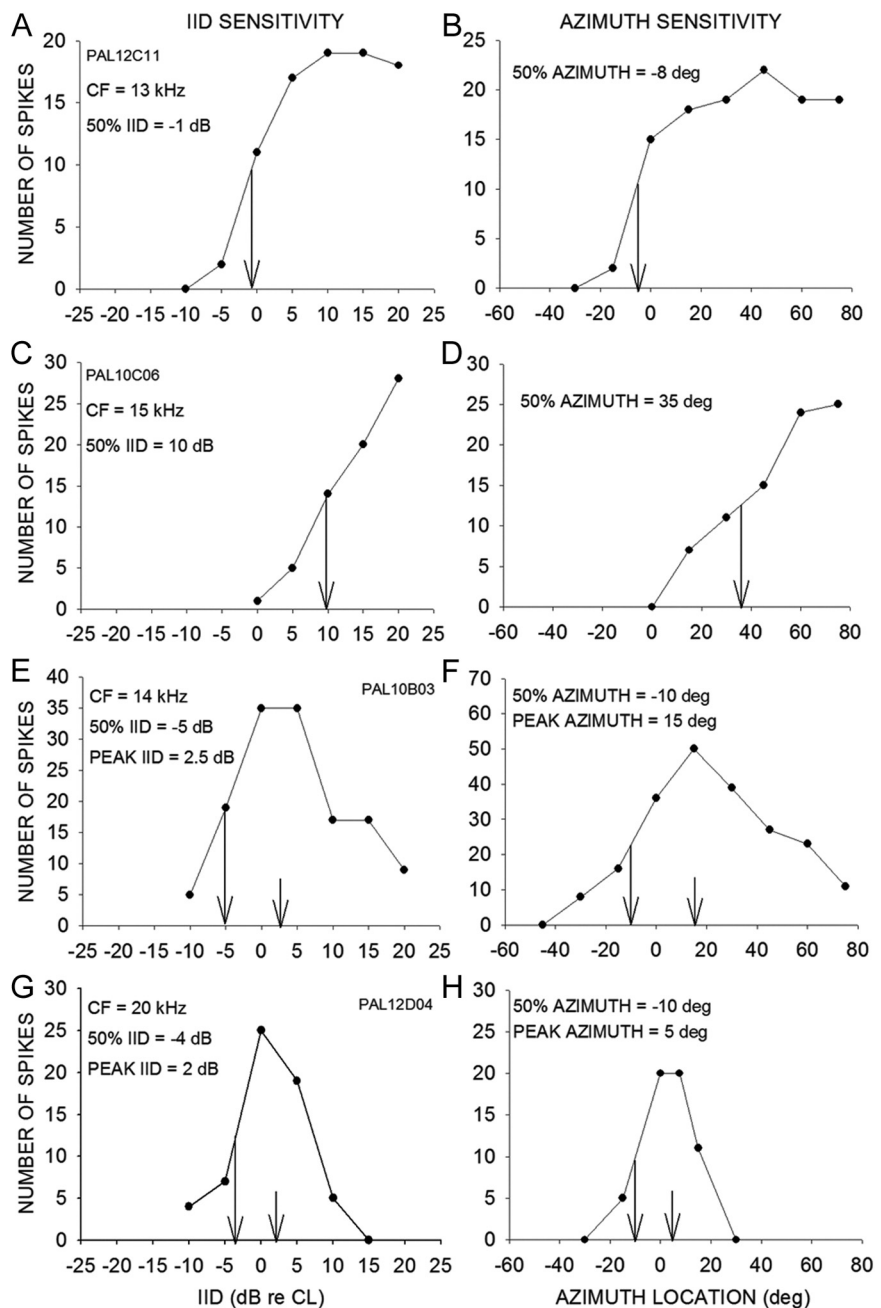 IID SENSITIVITY
AZIMUTH SENSITIVITY
A
NUMBER OF SPIKES
20
15
10
5
0
PAL12C11
CF = 13 kHz
50% IID = -1 dB
-25 -20 -15 -10 -5 0 5 10 15 20 25
B
25
20
15
10
5
0
50% AZIMUTH = -8 deg
-60 -40 -20 0 20 40 60 80
C
NUMBER OF SPIKES
30
25
20
15
10
5
0
PAL10C06
CF = 15 kHz
50% IID = 10 dB
-25 -20 -15 -10 -5 0 5 10 15 20 25
D
30
25
20
15
10
5
0
50% AZIMUTH = 35 deg
-60 -40 -20 0 20 40 60 80
E
NUMBER OF SPIKES
40
35
30
25
20
15
10
5
0
CF = 14 kHz
50% IID = -5 dB
PEAK IID = 2.5 dB
PAL10B03
-25 -20 -15 -10 -5 0 5 10 15 20 25
F
70
60
50
40
30
20
10
0
50% AZIMUTH = -10 deg
PEAK AZIMUTH = 15 deg
-60 -40 -20 0 20 40 60 80
G
NUMBER OF SPIKES
30
25
20
15
10
5
0
CF = 20 kHz
50% IID = -4 dB
PEAK IID = 2 dB
PAL12D04
-25 -20 -15 -10 -5 0 5 10 15 20 25
IID (dB re CL)
H
30
25
20
15
10
5
0
50% AZIMUTH = -10 deg
PEAK AZIMUTH = 5 deg
-60 -40 -20 0 20 40 60 80
AZIMUTH LOCATION (deg)